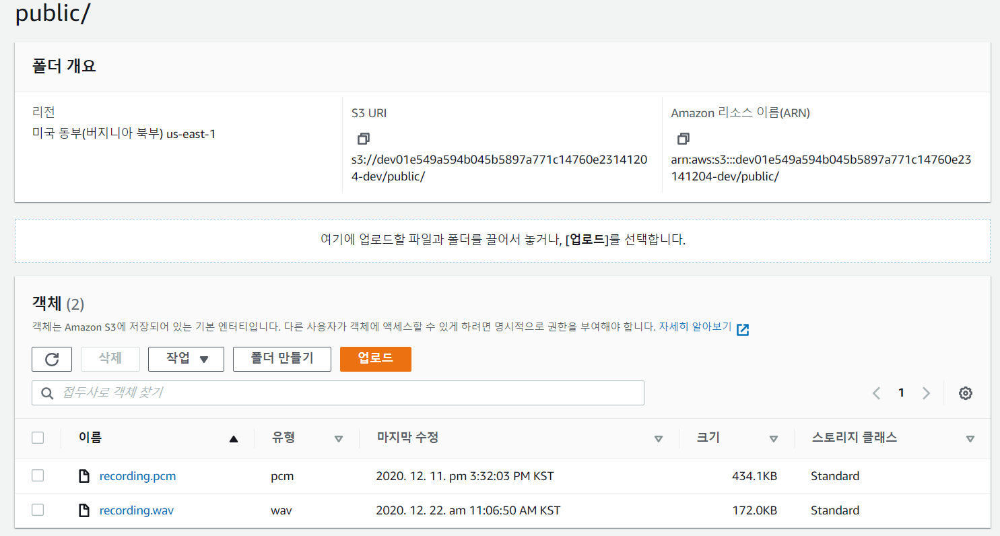 public/
폴더 개요
리전
미국 동부(버지니아 북부) us-east-1
S3 URI
s3://dev01e549a594b045b5897a771c14760e2314120
4-dev/public/
Amazon 리소스 이름(ARN)
arn:aws:s3:::dev01e549a594b045b5897a771c14760e23
141204-dev/public/
여기에 업로드할 파일과 폴더를 끌어서 놓거나, [업로드]를 선택합니다.
객체 (2)
객체는 Amazon S3에 저장되어 있는 기본 엔터티입니다. 다른 사용자가 객체에 액세스할 수 있게 하려면 명시적으로 권한을 부여해야 합니다. 자세히 알아보기
삭제 작업 폴더 만들기 업로드
접두사로 객체 찾기 1
이름 유형 마지막 수정 크기 스토리지 클래스
recording.pcm pcm 2020. 12. 11. pm 3:32:03 PM KST 434.1KB Standard
recording.wav wav 2020. 12. 22. am 11:06:50 AM KST 172.0KB Standard